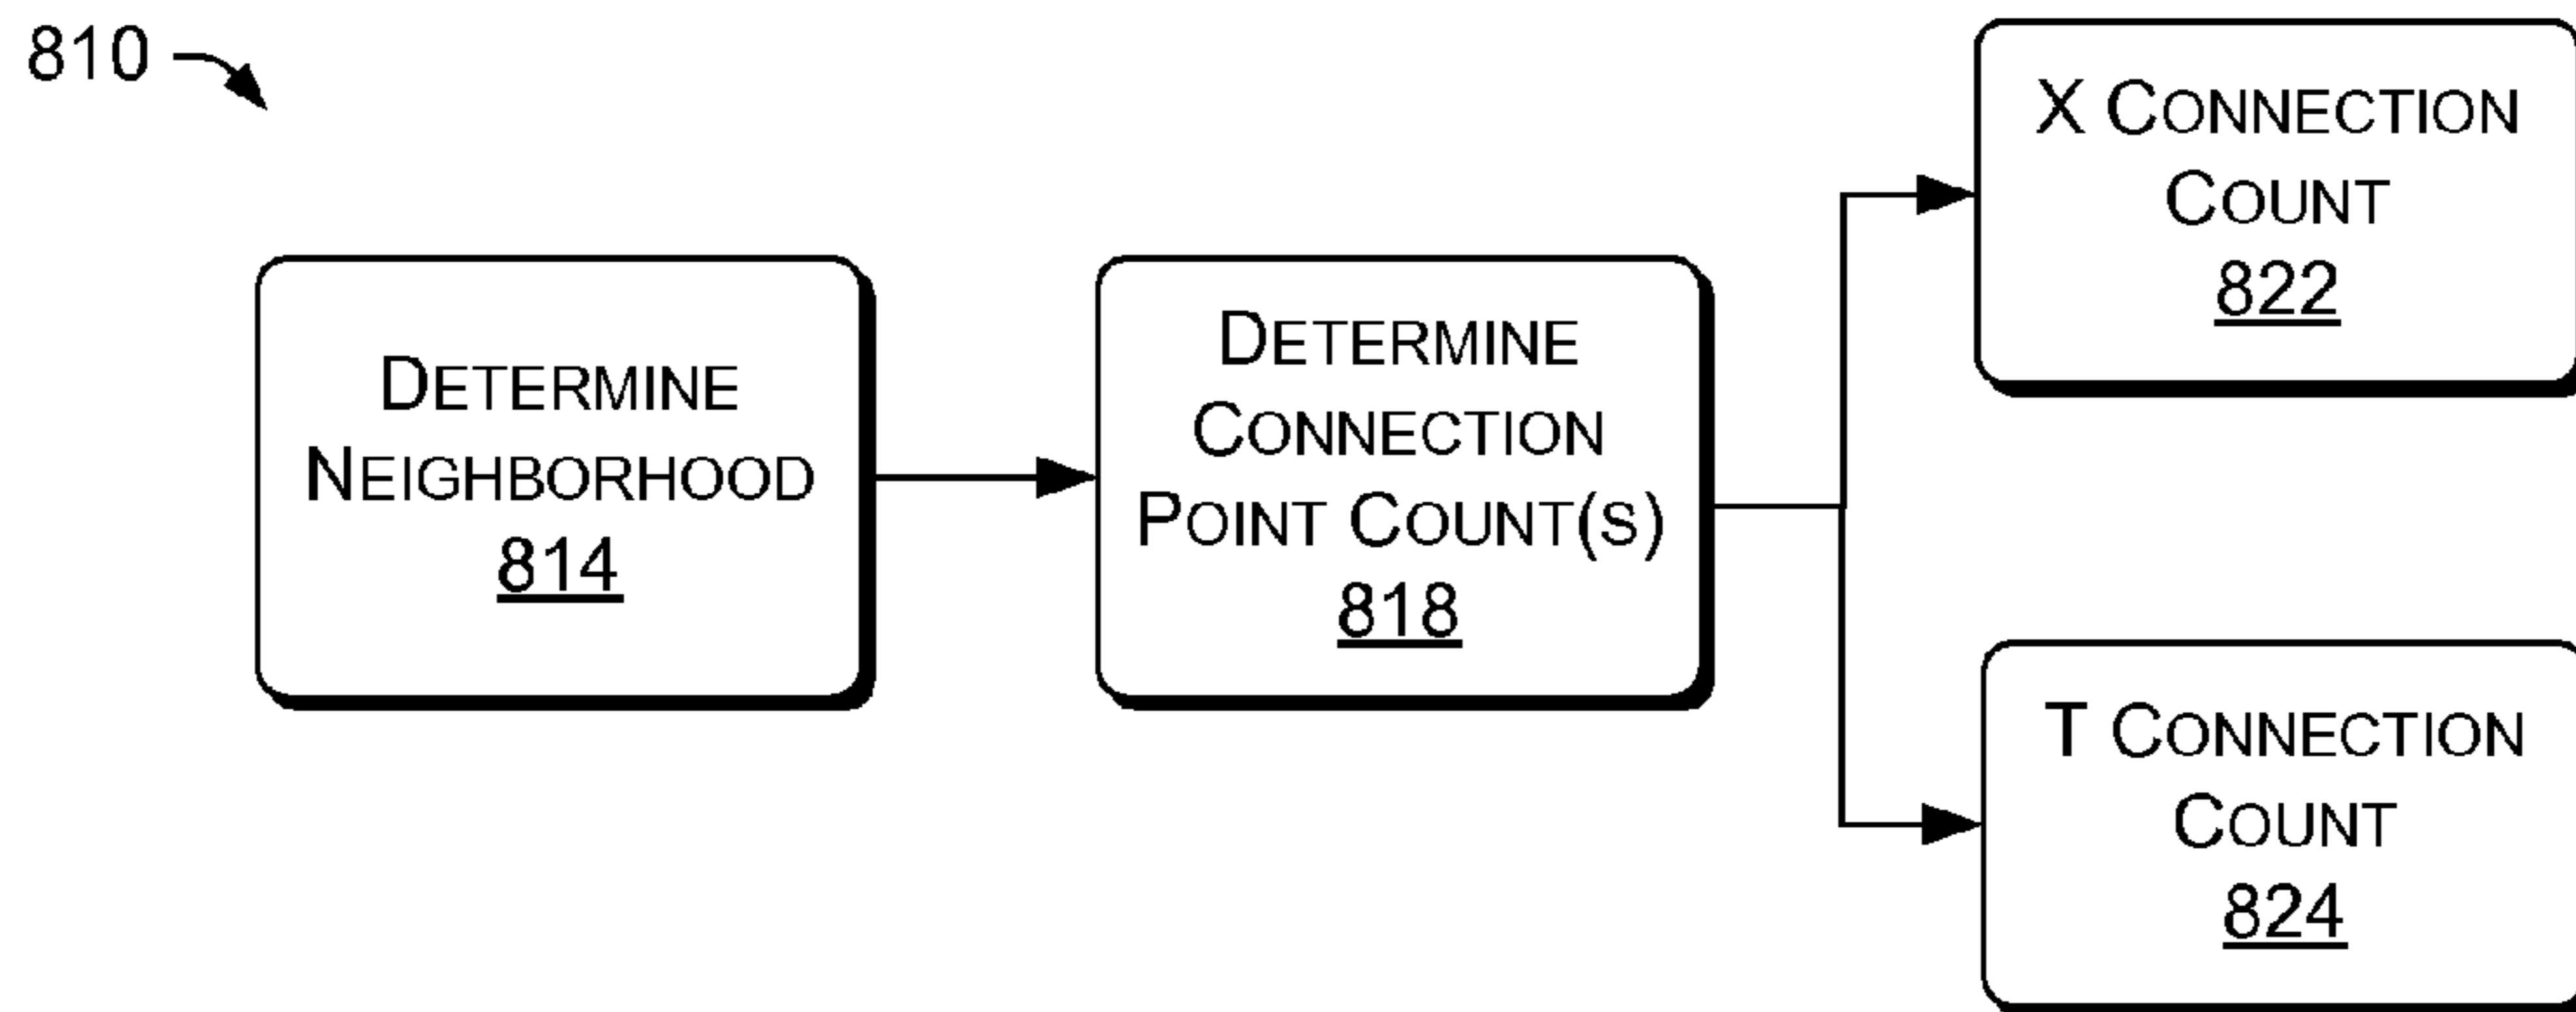 810
DETERMINE
NEIGHBORHOOD
814
DETERMINE
CONNECTION
POINT COUNT(S)
818
X CONNECTION
COUNT
822
T CONNECTION
COUNT
824